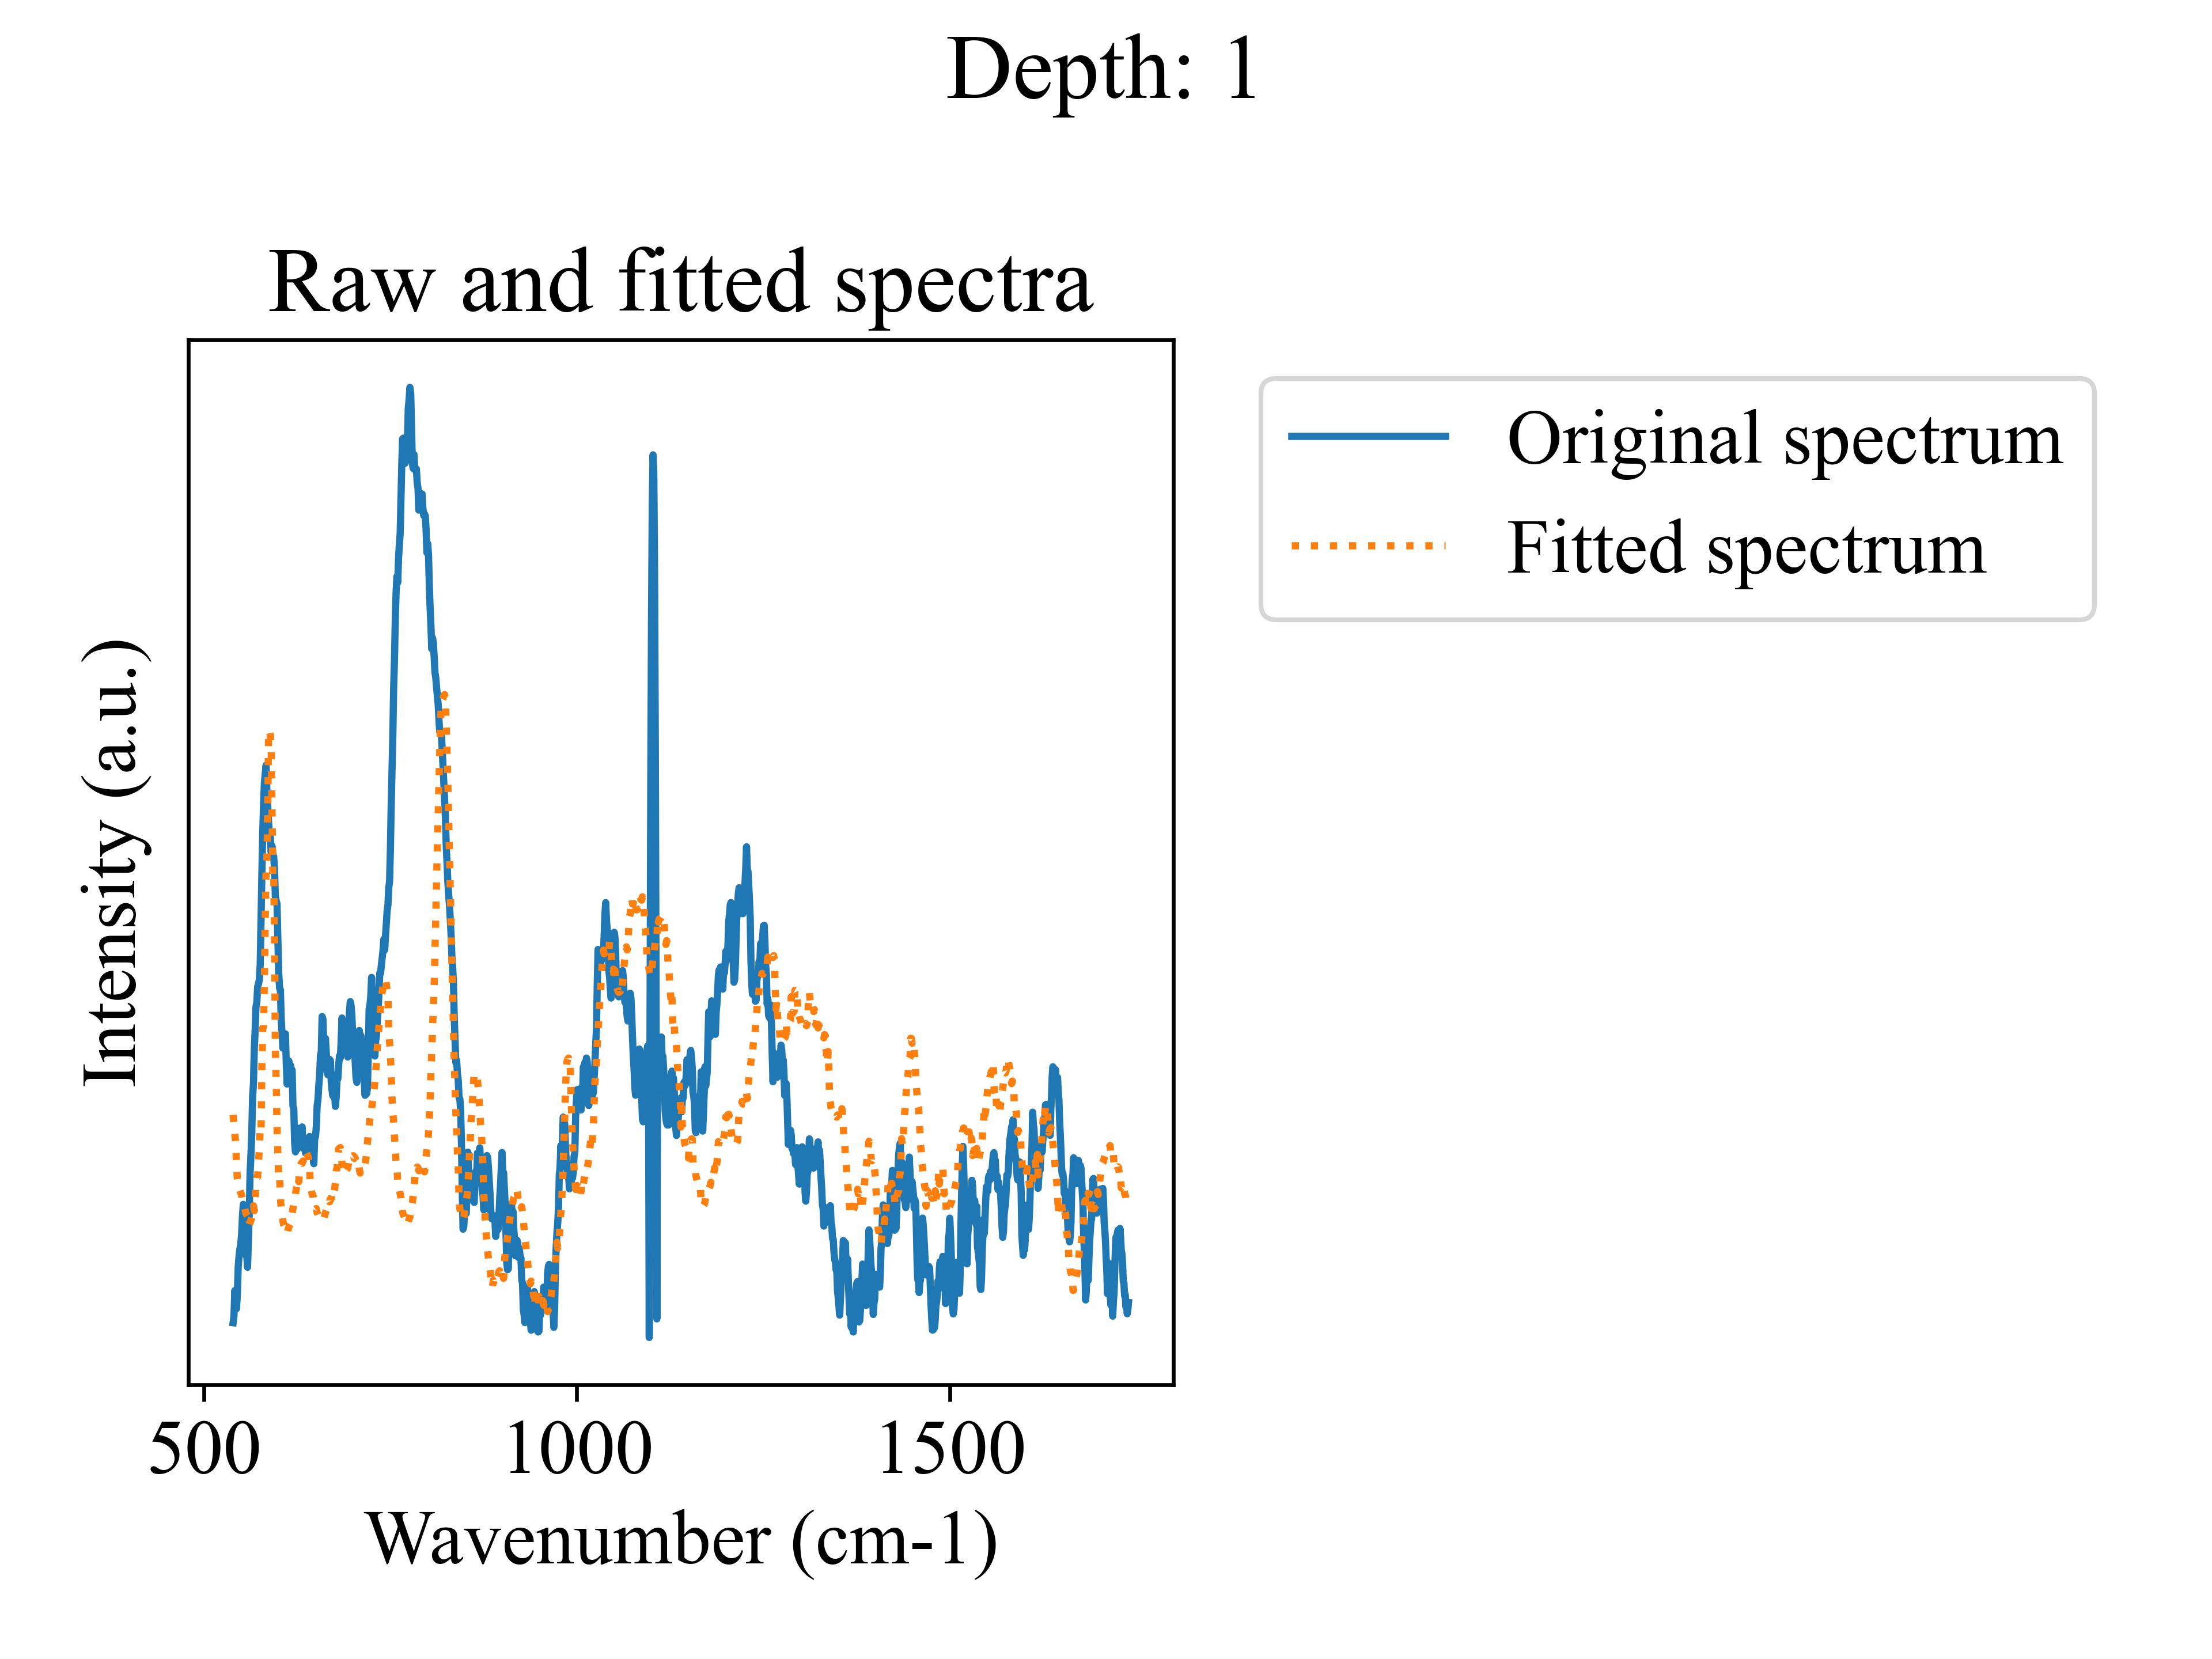 Depth: 1
Raw and fitted spectra
Original spectrum
Fitted spectrum
Intensity (a.u.)
500 1000 1500
Wavenumber (cm-1)